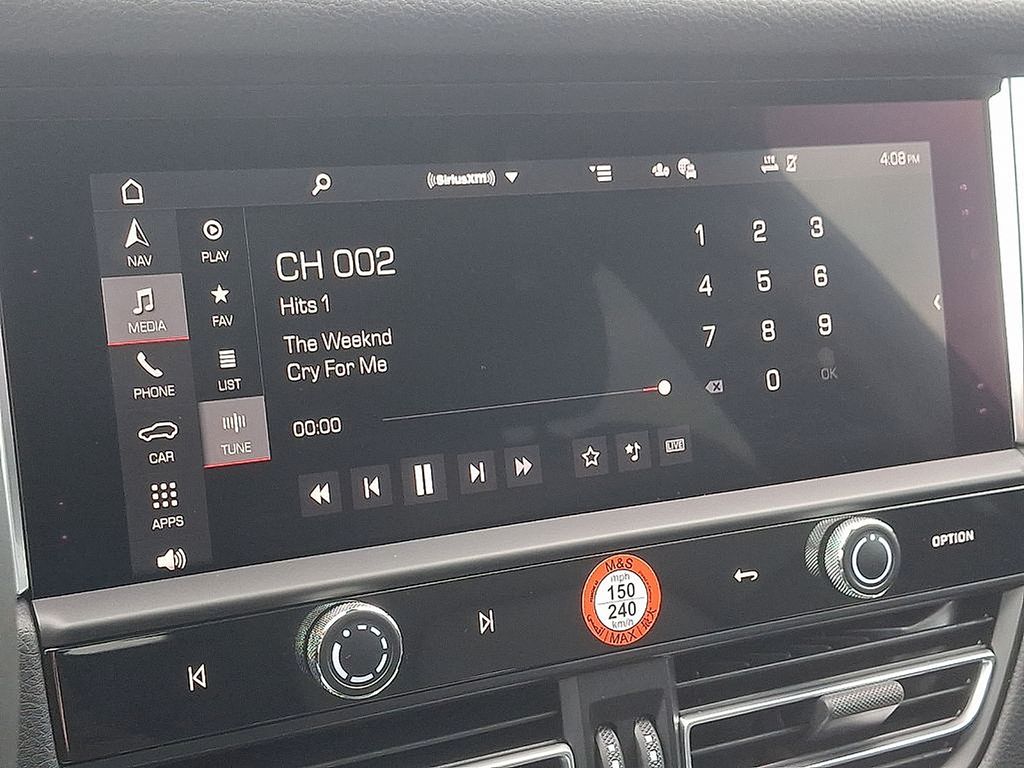 ((SiriusXM))
LTE
4:08 PM
NAV
MEDIA
PHONE
CAR
APPS
PLAY
FAV
LIST
TUNE
CH 002
Hits 1
The Weeknd
Cry For Me
00:00
LIVE
1 2 3
4 5 6
7 8 9
0 OK
OPTION
M&S
mph
150
240
km/h
MAX